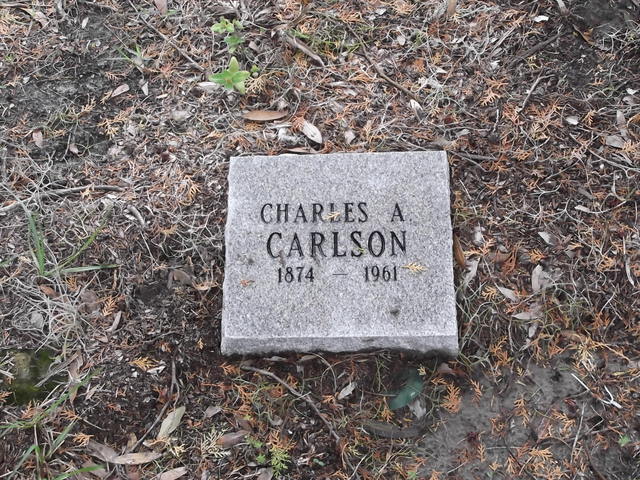 CHARLES A.
CARLSON
1874 — 1961